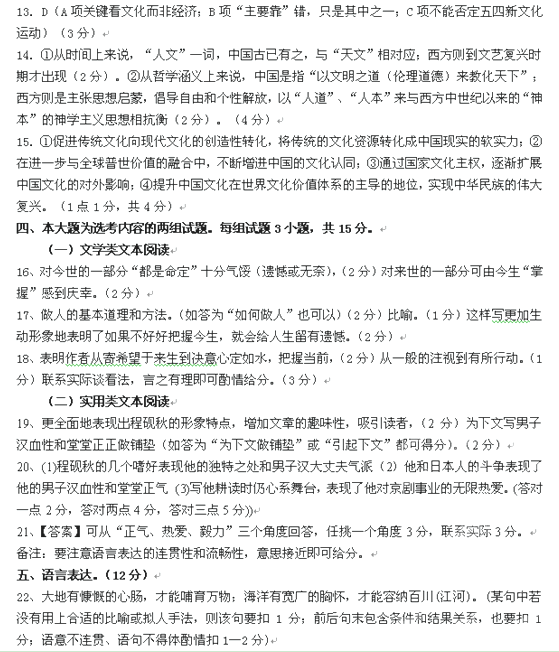 13. D（A 项关键看文化而非经济；B 项“主要靠”错，只是其中之一；C 项不能否定五四新文化
运动）（3 分）
14. ①从时间上来说，“人文”一词，中国古已有之，与“天文”相对应；西方则到文艺复兴时
期才出现（2 分）。②从哲学涵义上来说，中国是指“以文明之道（伦理道德）来教化天下”；
西方则是主张思想启蒙，倡导自由和个性解放，以“人道”、“人本”来与西方中世纪以来的“神
本”的神学主义思想相抗衡（2 分）。（4 分）
15. ①促进传统文化向现代文化的创造性转化，将传统的文化资源转化成中国现实的软实力；②
在进一步与全球普世价值的融合中，不断增进中国的文化认同；③通过国家文化主权，逐渐扩展
中国文化的对外影响；④提升中国文化在世界文化价值体系的主导的地位，实现中华民族的伟大
复兴。（1 点 1 分，共 4 分）
四、本大题为选考内容的两组试题。每组试题 3 小题，共 15 分。
（一）文学类文本阅读
16、对今世的一部分“都是命定”十分气馁（遗憾或无奈），（2 分）对来世的一部分可由今生“掌
握”感到庆幸。（2 分）
17、做人的基本道理和方法。（如答为“如何做人”也可以）（2 分）比喻。（1 分）这样写更加生
动形象地表明了如果不好好把握今生，就会给人生留有遗憾。（2 分）
18、表明作者从寄希望于来生到决意心定如水，把握当前，（2 分）从一般的注视到有所行动。（1
分）联系实际谈看法，言之有理即可酌情给分。（3 分）
（二）实用类文本阅读
19、更全面地表现出程砚秋的形象特点，增加文章的趣味性，吸引读者，（2 分）为下文写男子
汉血性和堂堂正正做铺垫（如答为“为下文做铺垫”或“引起下文”都可得分）。（2 分）
20、(1)程砚秋的几个嗜好表现他的独特之处和男子汉大丈夫气派（2）他和日本人的斗争表现了
他的男子汉血性和堂堂正气 (3)写他耕读时仍心系舞台，表现了他对京剧事业的无限热爱。(答对
一点 2 分，答对两点 4 分，答对三点 5 分))
21、【答案】可从“正气、热爱、毅力”三个角度回答，任挑一个角度 3 分，联系实际 3 分。
备注：要注意语言表达的连贯性和流畅性，意思接近即可给分。
五、语言表达。（12 分）
22、大地有慷慨的心肠，才能哺育万物；海洋有宽广的胸怀，才能容纳百川(江河)。(某句中若
没有用上合适的比喻或拟人手法，则该句要扣 1 分；前后句末包含条件和结果关系，也要扣 1
分；语意不连贯、语句不得体酌情扣 1—2 分)